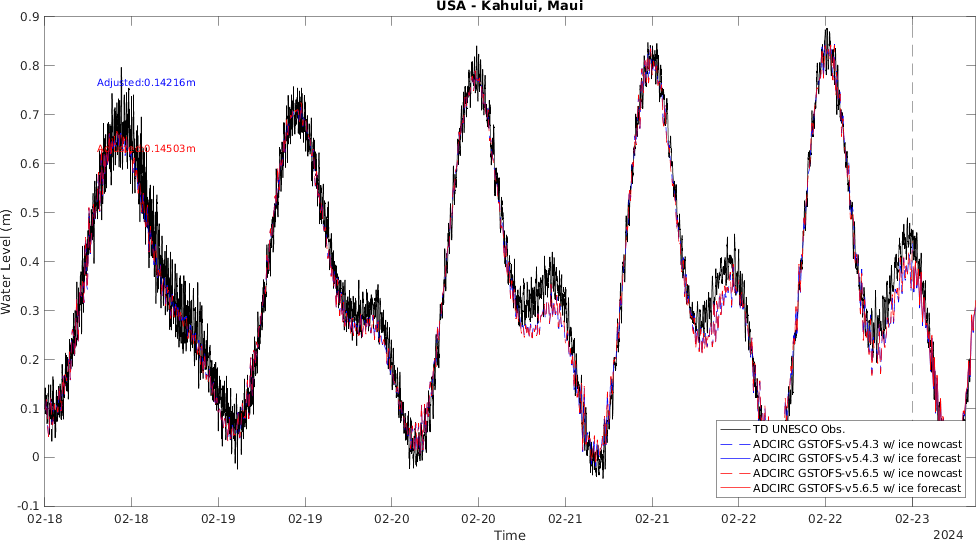 USA - Kahului, Maui
0.9
0.8
0.7
0.6
0.5
0.4
0.3
0.2
0.1
0
-0.1
Water Level (m)
Adjusted:0.14216m
0.14503m
TD UNESCO Obs.
ADCIRC GSTOFS-v5.4.3 w/ ice nowcast
ADCIRC GSTOFS-v5.4.3 w/ ice forecast
ADCIRC GSTOFS-v5.6.5 w/ ice nowcast
ADCIRC GSTOFS-v5.6.5 w/ ice forecast
02-18 02-18 02-19 02-19 02-20 02-20 02-21 02-21 02-22 02-22 02-23
Time
2024